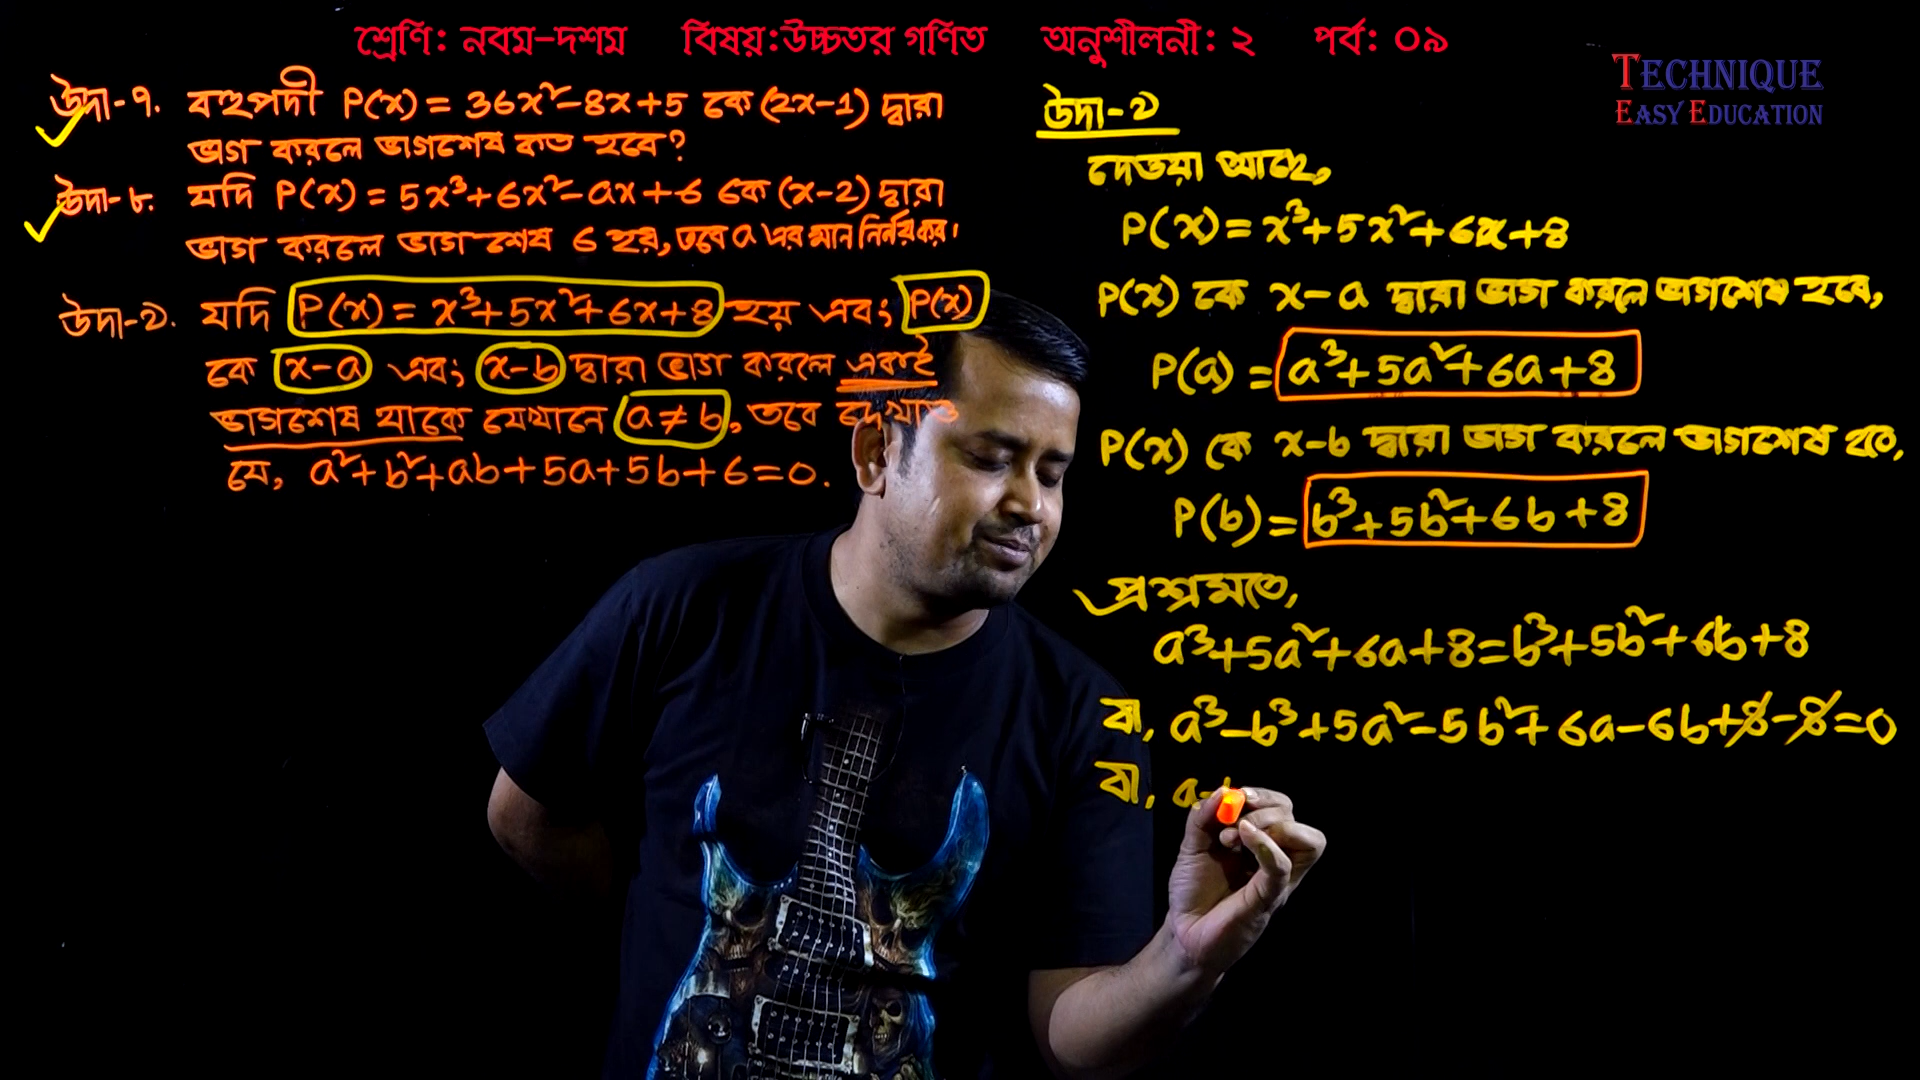 শ্রেণি: নবম-দশম বিষয়:উচ্চতর গণিত অনুশীলনী: ২ পর্ব: ০৯
TECHNIQUE
EASY EDUCATION
উদা-৭. বহুপদী P(x) = 36x²-8x+5 কে (2x-1) দ্বারা
ভাগ করলে ভাগশেষ কত হবে?
উদা-৮. যদি P(x) = 5x³+6x²-ax+6 কে (x-2) দ্বারা
ভাগ করলে ভাগশেষ 6 হয়, তবে a এর মান নির্নয় কর।
উদা-৯. যদি P(x) = x³+5x²+6x+8 হয় এবং P(x)
কে x-a এবং x-b দ্বারা ভাগ করলে একই
ভাগশেষ থাকে যেখানে a≠b, তবে দেখাও
যে, a²+b²+ab+5a+5b+6=0.
উদা-৯
দেওয়া আছে,
P(x) = x³+5x²+6x+8
P(x) কে x-a দ্বারা ভাগ করলে ভাগশেষ হবে,
P(a) = a³+5a²+6a+8
P(x) কে x-b দ্বারা ভাগ করলে ভাগশেষ
P(b) = b³+5b²+6b+8
প্রশ্নমতে,
a³+5a²+6a+8=b³+5b²+6b+8
বা, a³-b³+5a²-5b²+6a-6b+8-8=0
বা, a-